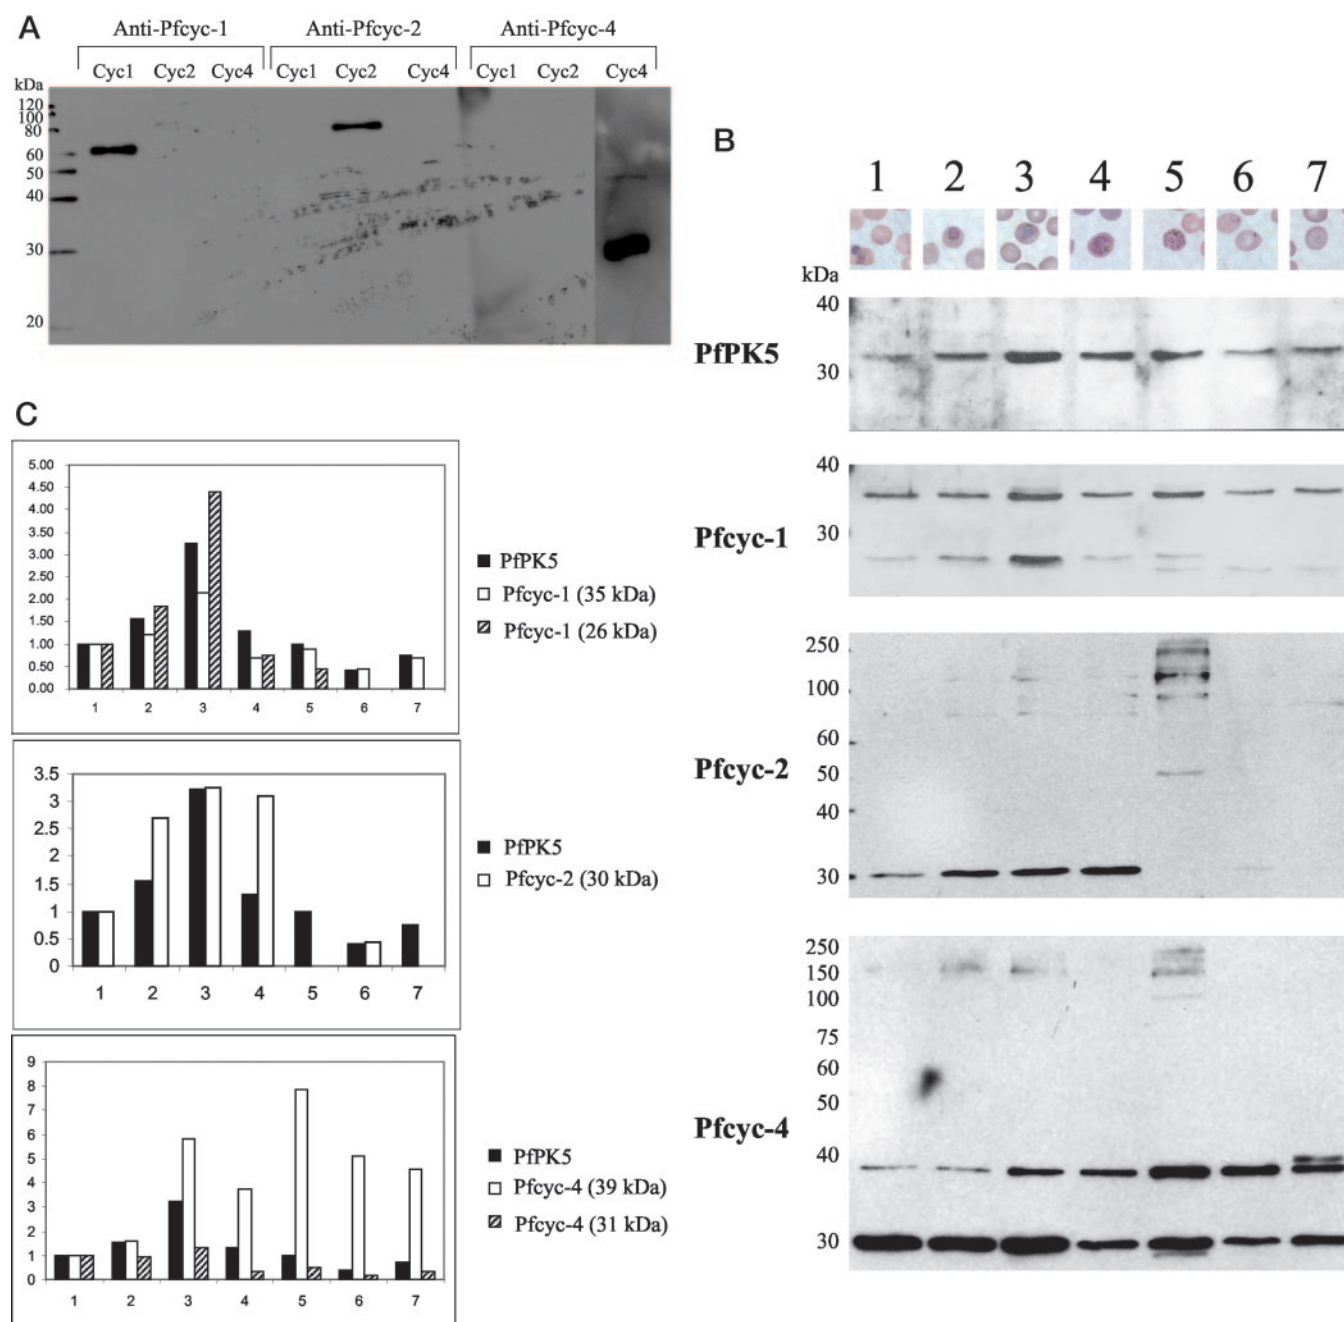 A
Anti-Pfcyc-1 Anti-Pfcyc-2 Anti-Pfcyc-4
Cyc1 Cyc2 Cyc4 Cyc1 Cyc2 Cyc4 Cyc1 Cyc2 Cyc4
kDa
120
100
80
60
50
40
30
20
B
1 2 3 4 5 6 7
kDa
40
PfPK5
30
40
Pfcyc-1
30
250
100
60
Pfcyc-2
50
40
30
250
150
100
75
60
50
Pfcyc-4
40
30
C
5.00
4.50
4.00
3.50
3.00
2.50
2.00
1.50
1.00
0.50
0.00
1 2 3 4 5 6 7
PfPK5
Pfcyc-1 (35 kDa)
Pfcyc-1 (26 kDa)
3.5
3
2.5
2
1.5
1
0.5
0
1 2 3 4 5 6 7
PfPK5
Pfcyc-2 (30 kDa)
9
8
7
6
5
4
3
2
1
0
1 2 3 4 5 6 7
PfPK5
Pfcyc-4 (39 kDa)
Pfcyc-4 (31 kDa)